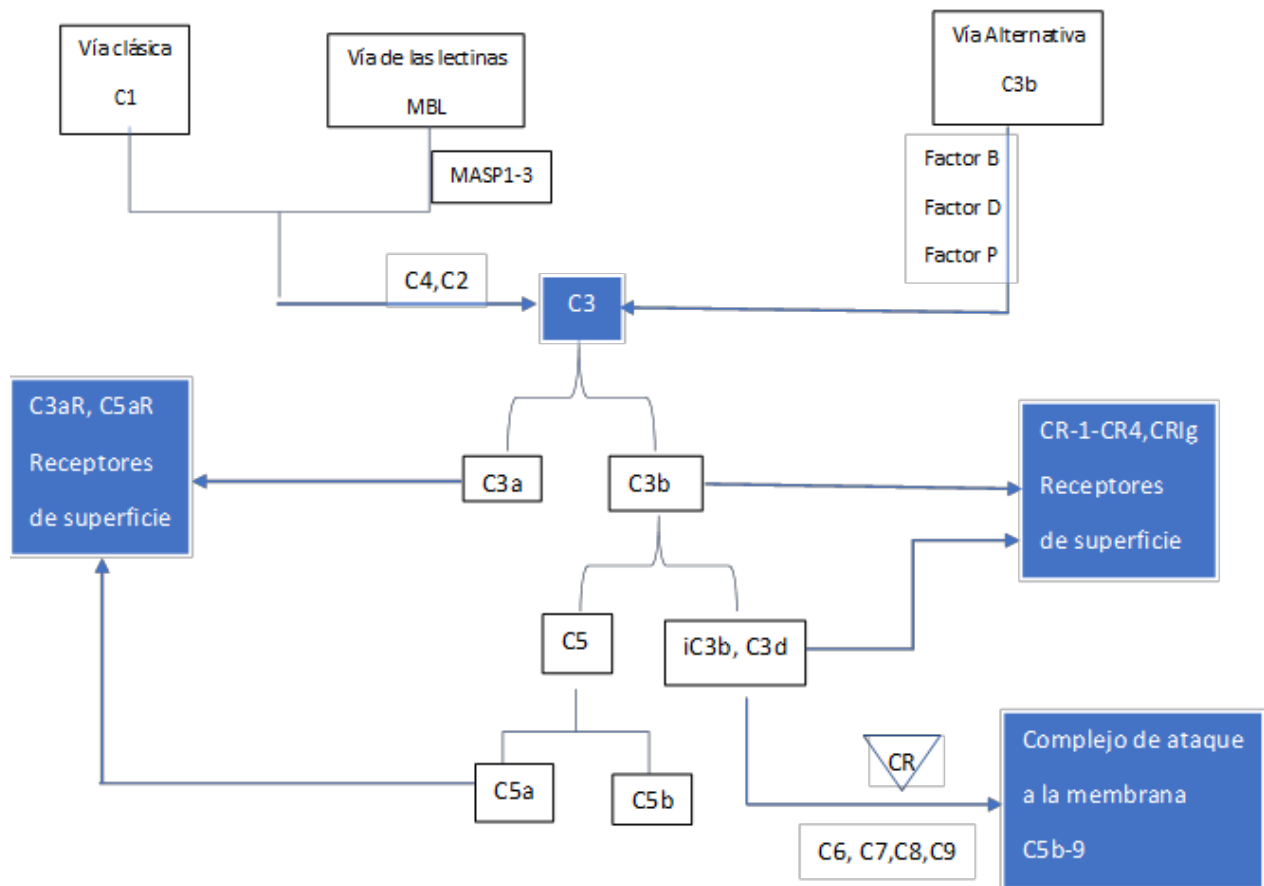 Vía clásica
C1
Vía de las lectinas
MBL
Vía Alternativa
C3b
MASP1-3
Factor B
Factor D
Factor P
C4,C2
C3
C3aR, C5aR
Receptores
de superficie
C3a
C3b
CR-1-CR4,CRIg
Receptores
de superficie
C5
iC3b, C3d
C5a
C5b
CR
C6, C7,C8,C9
Complejo de ataque
a la membrana
C5b-9